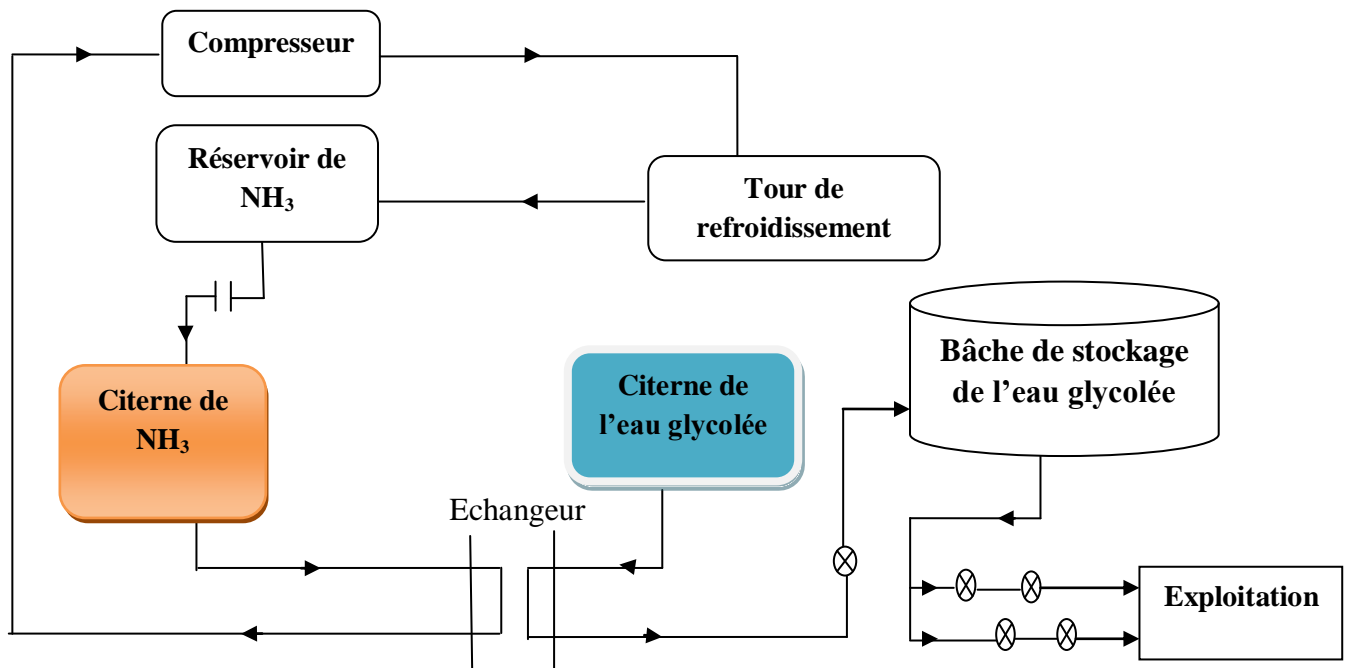 Compresseur
Réservoir de
NH₃
Tour de
refroidissement
Citerne de
NH₃
Citerne de
l’eau glycolée
Bâche de stockage
de l’eau glycolée
Echangeur
Exploitation